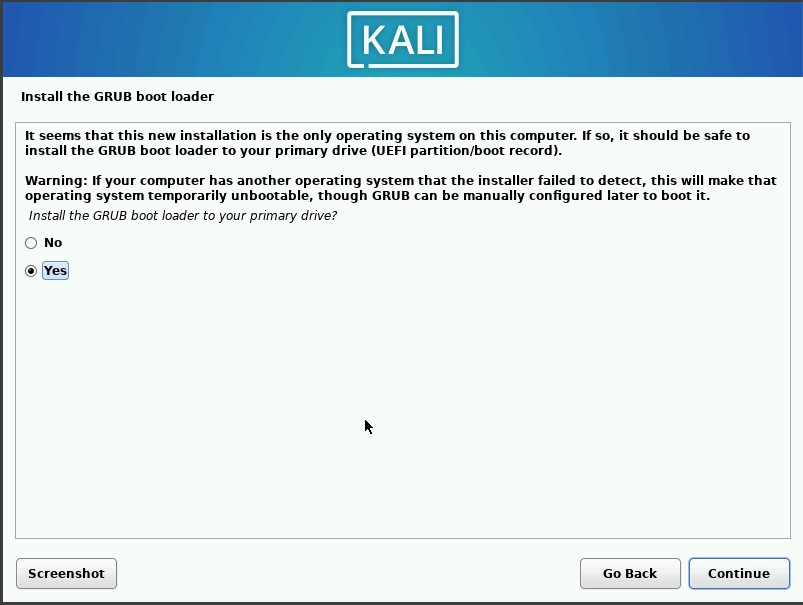 KALI
Install the GRUB boot loader
It seems that this new installation is the only operating system on this computer. If so, it should be safe to
install the GRUB boot loader to your primary drive (UEFI partition/boot record).
Warning: If your computer has another operating system that the installer failed to detect, this will make that
operating system temporarily unbootable, though GRUB can be manually configured later to boot it.
Install the GRUB boot loader to your primary drive?
No
Yes
Screenshot
Go Back
Continue